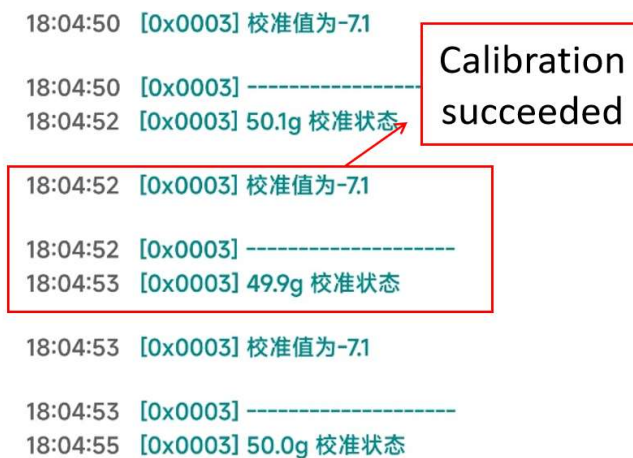 18:04:50 [0x0003] 校准值为-7.1
18:04:50 [0x0003] -----------------
18:04:52 [0x0003] 50.1g 校准状态
Calibration
succeeded
18:04:52 [0x0003] 校准值为-7.1
18:04:52 [0x0003] --------------------
18:04:53 [0x0003] 49.9g 校准状态
18:04:53 [0x0003] 校准值为-7.1
18:04:53 [0x0003] --------------------
18:04:55 [0x0003] 50.0g 校准状态